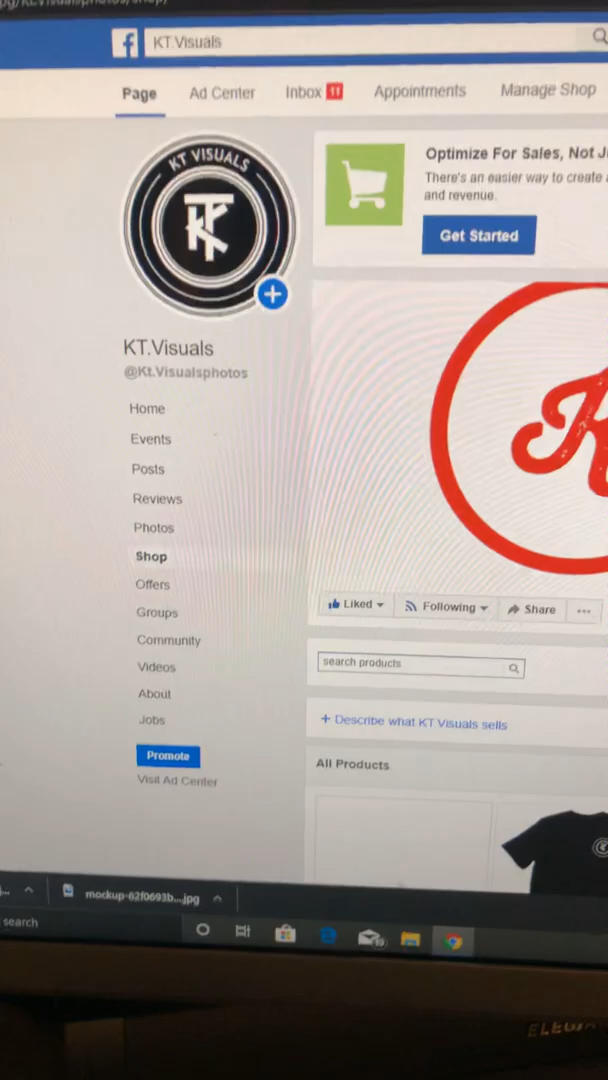 KT.Visuals
Page Ad Center Inbox 11 Appointments Manage Shop
KT VISUALS
KT
Optimize For Sales, Not J
There's an easier way to create
and revenue.
Get Started
KT.Visuals
@Kt.Visualsphotos
Home
Events
Posts
Reviews
Photos
Shop
Offers
Groups
Community
Videos
About
Jobs
Promote
Visit Ad Center
K
Liked Following Share ...
search products
+ Describe what KT Visuals sells
All Products
mockup-62f0693b...jpg
search